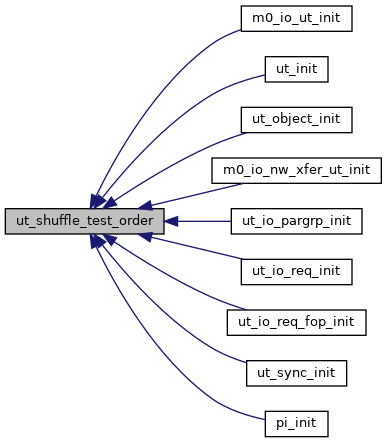 m0_io_ut_init
ut_init
ut_object_init
m0_io_nw_xfer_ut_init
ut_shuffle_test_order
ut_io_pargrp_init
ut_io_req_init
ut_io_req_fop_init
ut_sync_init
pi_init